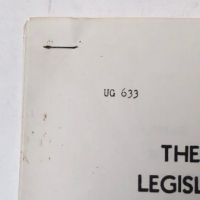 UG 633
THE
LEGISL